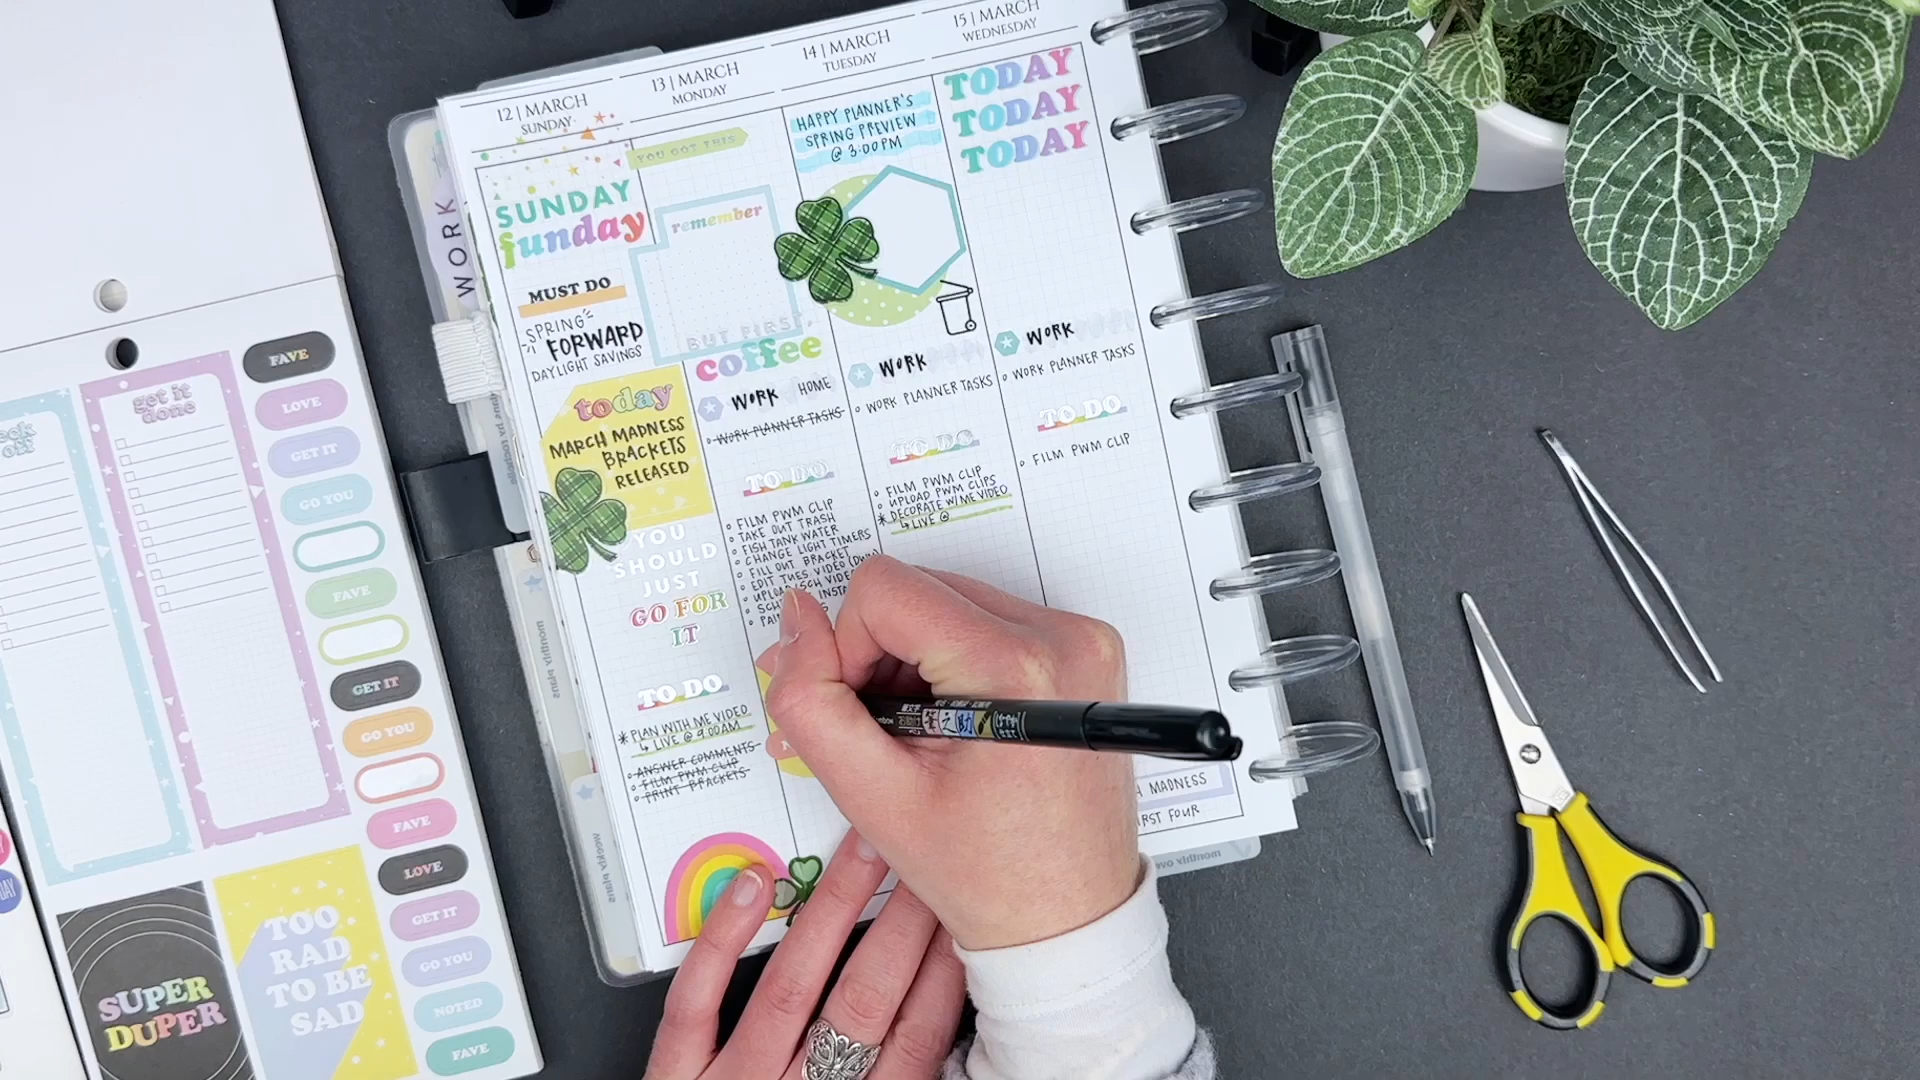 12 | MARCH
SUNDAY
SUNDAY
funday
MUST DO
SPRING
FORWARD
DAYLIGHT SAVINGS
today
MARCH MADNESS
BRACKETS
RELEASED
YOU
SHOULD
JUST
GO FOR
IT
TO DO
* PLAN WITH ME VIDEO
↳ LIVE @ 9:00AM
ANSWER COMMENTS
FILM PWM CLIP
PRINT BRACKETS
13 | MARCH
MONDAY
YOU GOT THIS
remember
BUT FIRST,
coffee
WORK HOME
WORK PLANNER TASKS
TO DO
FILM PWM CLIP
TAKE OUT TRASH
FISH TANK WATER
CHANGE LIGHT TIMERS
FILL OUT BRACKET
EDIT TUES VIDEO
14 | MARCH
TUESDAY
HAPPY PLANNER'S
SPRING PREVIEW
@ 3:00PM
WORK
WORK PLANNER TASKS
TO DO
FILM PWM CLIP
UPLOAD PWM CLIPS
* DECORATE W/ME VIDEO
↳ LIVE @
15 | MARCH
WEDNESDAY
TODAY
TODAY
TODAY
WORK
WORK PLANNER TASKS
TO DO
FILM PWM CLIP
MADNESS
WORK
get it
done
FAVE
LOVE
GET IT
GO YOU
FAVE
GET IT
GO YOU
FAVE
LOVE
GET IT
GO YOU
NOTED
FAVE
SUPER
DUPER
TOO
RAD
TO BE
SAD